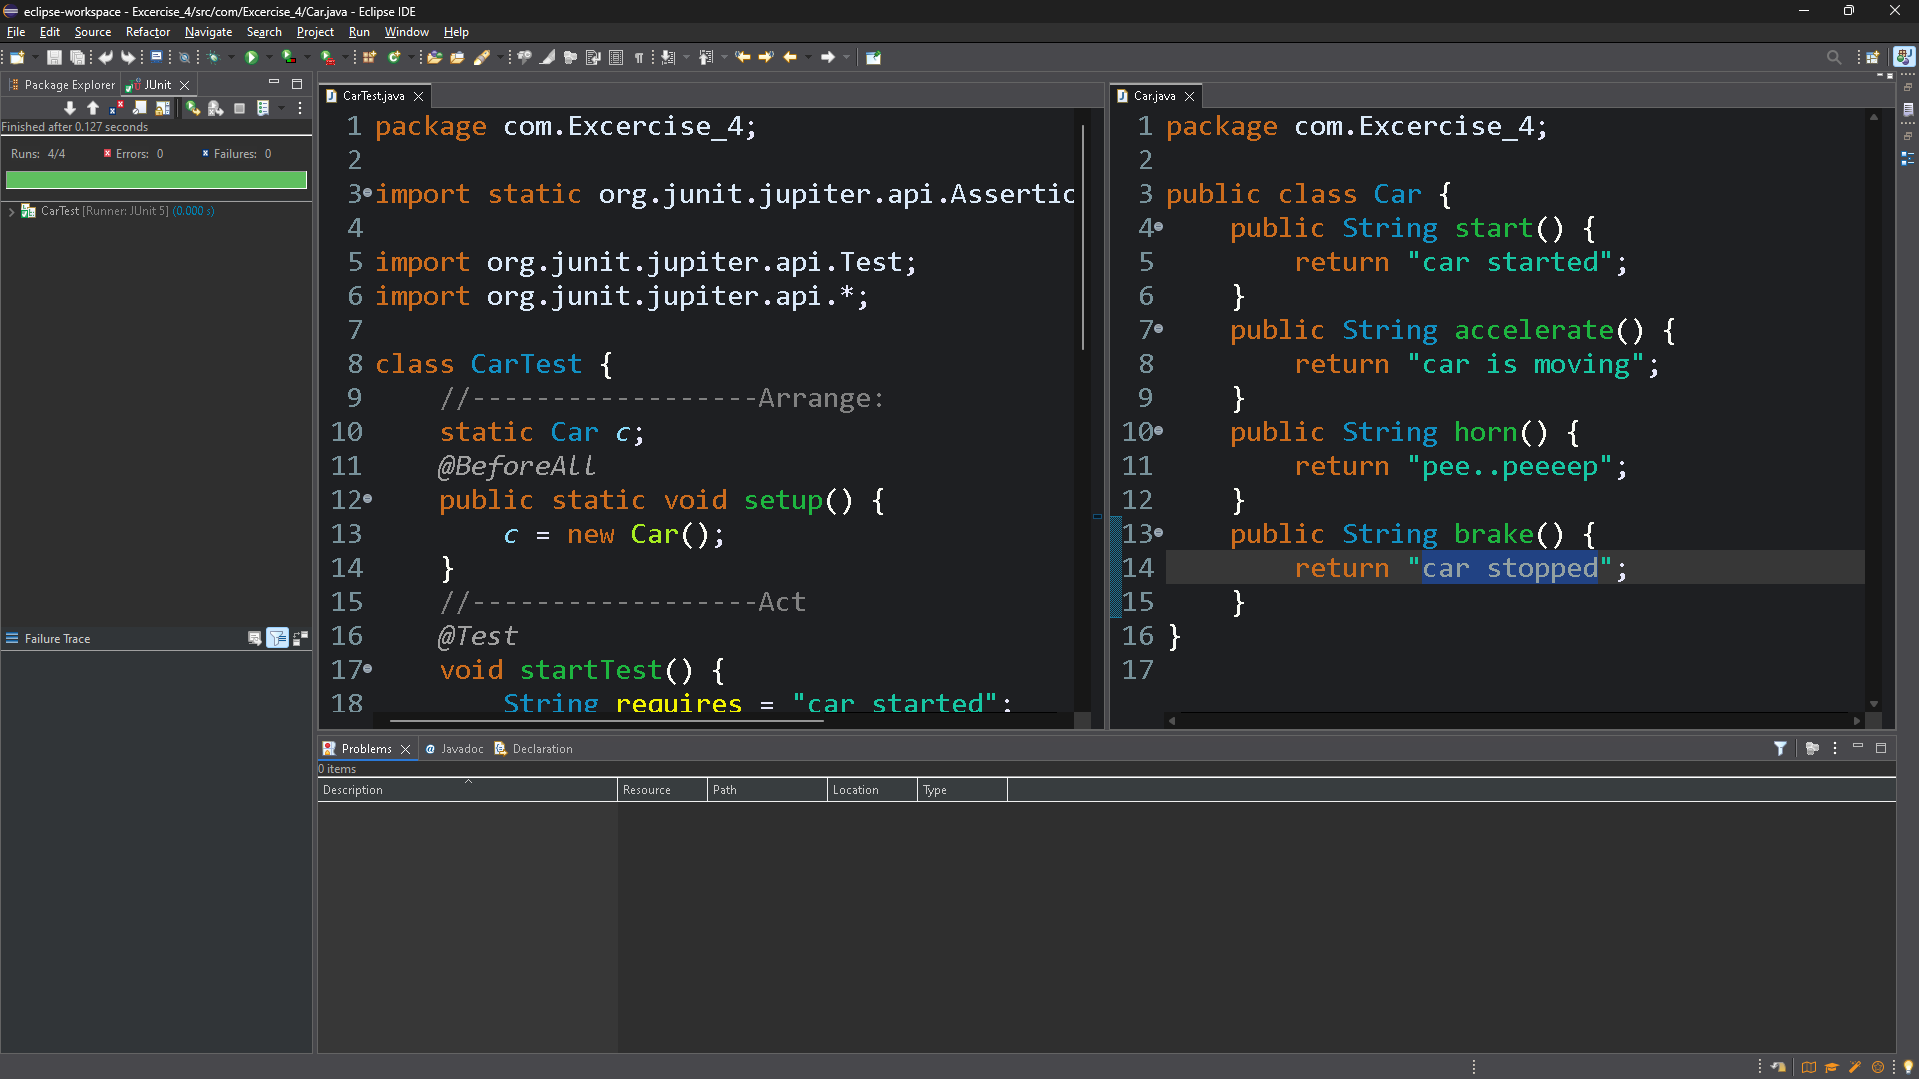 eclipse-workspace - Excercise_4/src/com/Excercise_4/Car.java - Eclipse IDE
File Edit Source Refactor Navigate Search Project Run Window Help
Package Explorer JUnit
Finished after 0.127 seconds
Runs: 4/4 Errors: 0 Failures: 0
CarTest [Runner: JUnit 5] (0.000 s)
Failure Trace
CarTest.java
1 package com.Excercise_4;
2
3 import static org.junit.jupiter.api.Assertic
4
5 import org.junit.jupiter.api.Test;
6 import org.junit.jupiter.api.*;
7
8 class CarTest {
9 //------------------Arrange:
10 static Car c;
11 @BeforeAll
12 public static void setup() {
13 c = new Car();
14 }
15 //------------------Act
16 @Test
17 void startTest() {
18 String requires = "car started";
Car.java
1 package com.Excercise_4;
2
3 public class Car {
4 public String start() {
5 return "car started";
6 }
7 public String accelerate() {
8 return "car is moving";
9 }
10 public String horn() {
11 return "pee..peeeep";
12 }
13 public String brake() {
14 return "car stopped";
15 }
16 }
17
Problems Javadoc Declaration
0 items
Description Resource Path Location Type